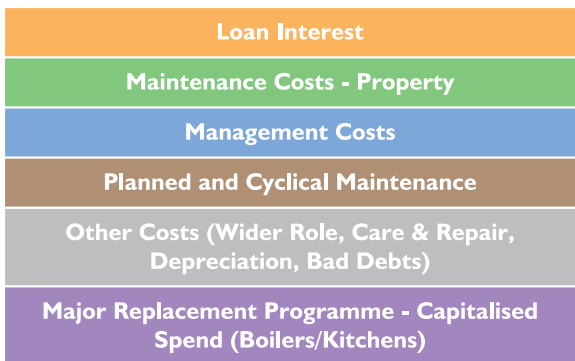 Loan Interest
Maintenance Costs - Property
Management Costs
Planned and Cyclical Maintenance
Other Costs (Wider Role, Care & Repair,
Depreciation, Bad Debts)
Major Replacement Programme - Capitalised
Spend (Boilers/Kitchens)